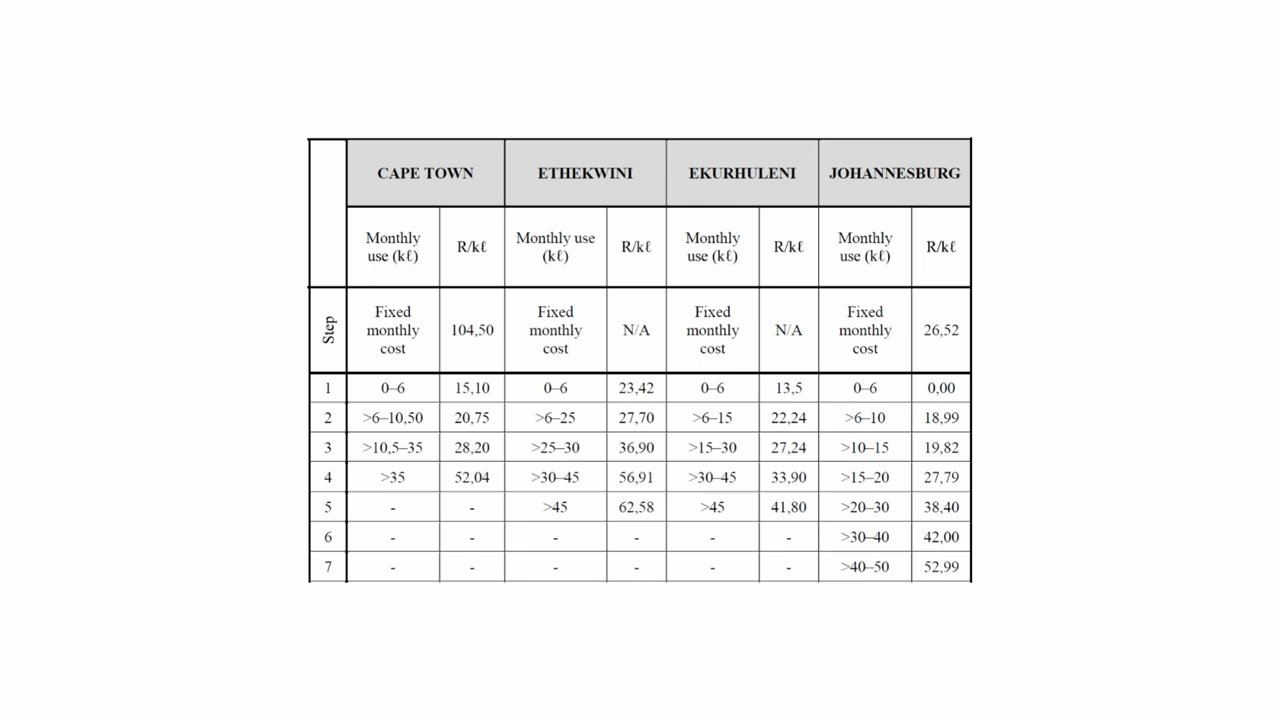 CAPE TOWN ETHEKWINI EKURHULENI JOHANNESBURG
Monthly use (kℓ) R/kℓ Monthly use (kℓ) R/kℓ Monthly use (kℓ) R/kℓ Monthly use (kℓ) R/kℓ
Step Fixed monthly cost 104,50 Fixed monthly cost N/A Fixed monthly cost N/A Fixed monthly cost 26,52
1 0–6 15,10 0–6 23,42 0–6 13,5 0–6 0,00
2 >6–10,50 20,75 >6–25 27,70 >6–15 22,24 >6–10 18,99
3 >10,5–35 28,20 >25–30 36,90 >15–30 27,24 >10–15 19,82
4 >35 52,04 >30–45 56,91 >30–45 33,90 >15–20 27,79
5 - - >45 62,58 >45 41,80 >20–30 38,40
6 - - - - - - >30–40 42,00
7 - - - - - - >40–50 52,99